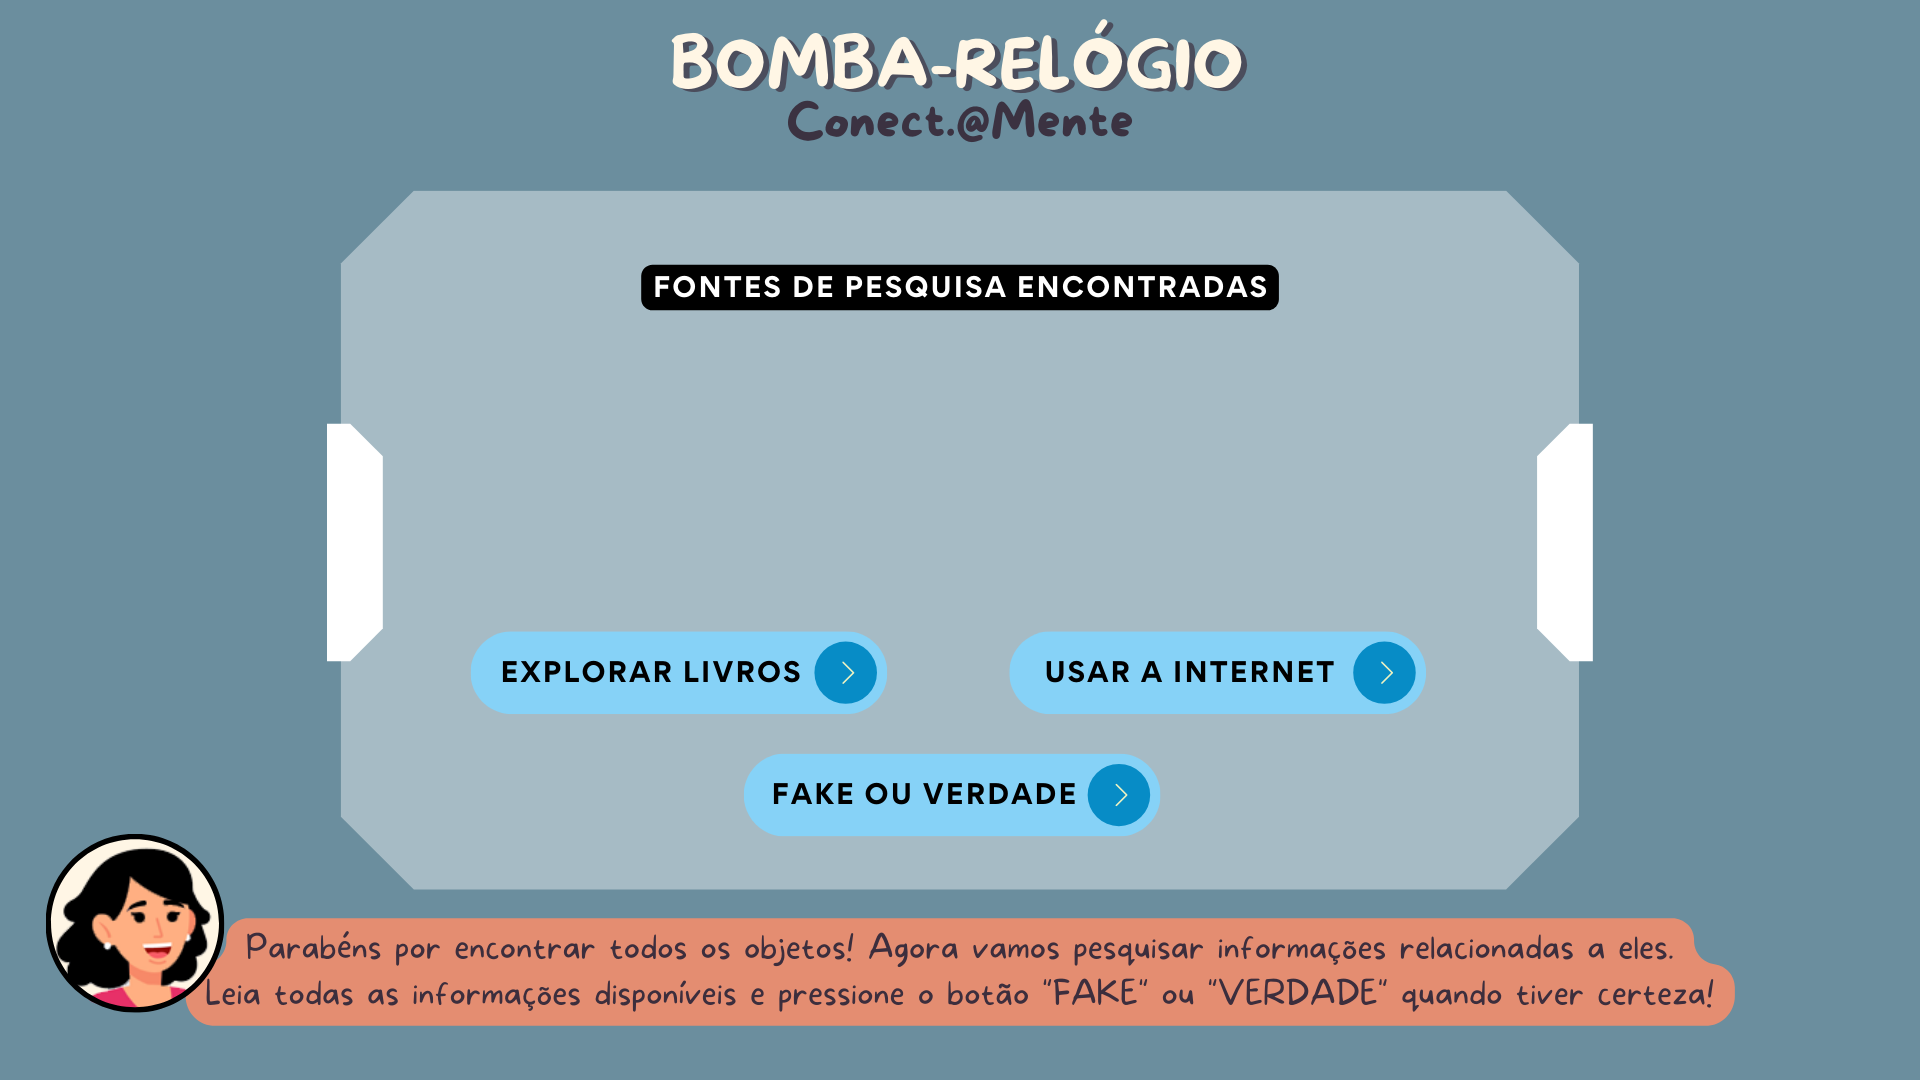 BOMBA-RELÓGIO
Conect.@Mente
FONTES DE PESQUISA ENCONTRADAS
EXPLORAR LIVROS
USAR A INTERNET
FAKE OU VERDADE
Parabéns por encontrar todos os objetos! Agora vamos pesquisar informações relacionadas a eles.
Leia todas as informações disponíveis e pressione o botão "FAKE" ou "VERDADE" quando tiver certeza!